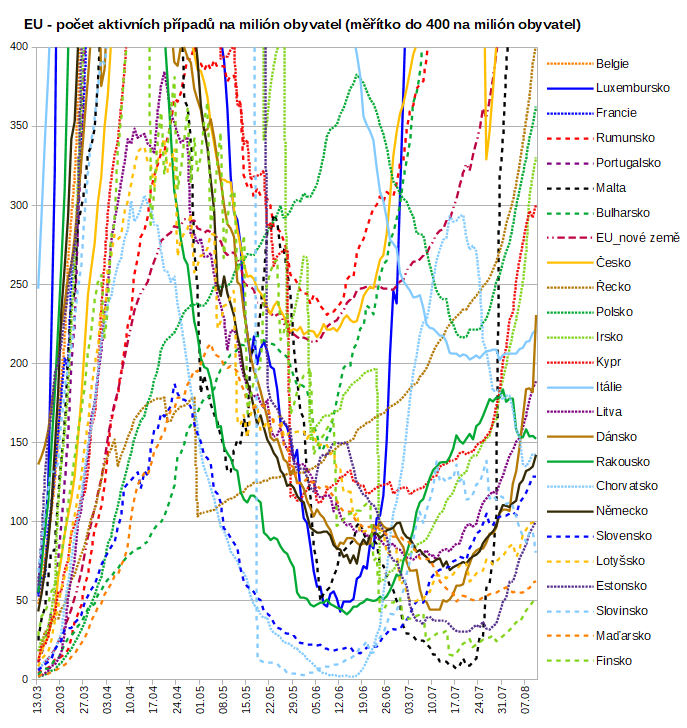 EU - počet aktivních případů na milión obyvatel (měřítko do 400 na milión obyvatel)
400
350
300
250
200
150
100
50
0
13.03
20.03
27.03
03.04
10.04
17.04
24.04
01.05
08.05
15.05
22.05
29.05
05.06
12.06
19.06
26.06
03.07
10.07
17.07
24.07
31.07
07.08
Belgie
Luxembursko
Francie
Rumunsko
Portugalsko
Malta
Bulharsko
EU_nové země
Česko
Řecko
Polsko
Irsko
Kypr
Itálie
Litva
Dánsko
Rakousko
Chorvatsko
Německo
Slovensko
Lotyšsko
Estonsko
Slovinsko
Maďarsko
Finsko